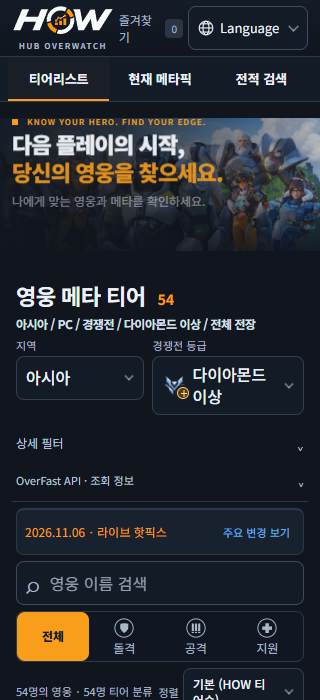 HOW
HUB OVERWATCH
즐겨찾
기
0
Language
티어리스트
현재 메타픽
전적 검색
KNOW YOUR HERO. FIND YOUR EDGE.
다음 플레이의 시작,
당신의 영웅을 찾으세요.
나에게 맞는 영웅과 메타를 확인하세요.
영웅 메타 티어 54
아시아 / PC / 경쟁전 / 다이아몬드 이상 / 전체 전장
지역
경쟁전 등급
아시아
다이아몬드
이상
상세 필터
OverFast API · 조회 정보
2026.11.06 · 라이브 핫픽스
주요 변경 보기
영웅 이름 검색
전체
돌격
공격
지원
54명의 영웅 · 54명 티어 분류
정렬
기본 (HOW 티
어순)